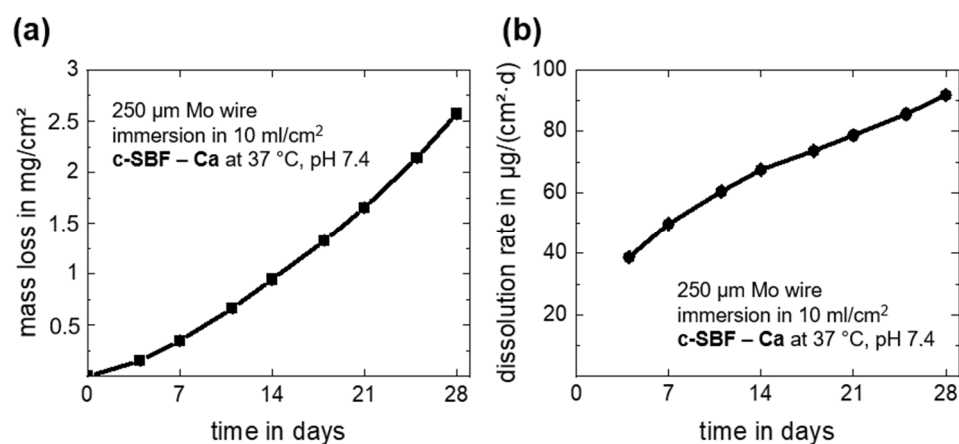 (a)
mass loss in mg/cm²
3
2.5
2
1.5
1
0.5
250 µm Mo wire
immersion in 10 ml/cm²
c-SBF – Ca at 37 °C, pH 7.4
0 7 14 21 28
time in days
(b)
dissolution rate in µg/(cm²·d)
100
80
60
40
20
250 µm Mo wire
immersion in 10 ml/cm²
c-SBF – Ca at 37 °C, pH 7.4
0 7 14 21 28
time in days